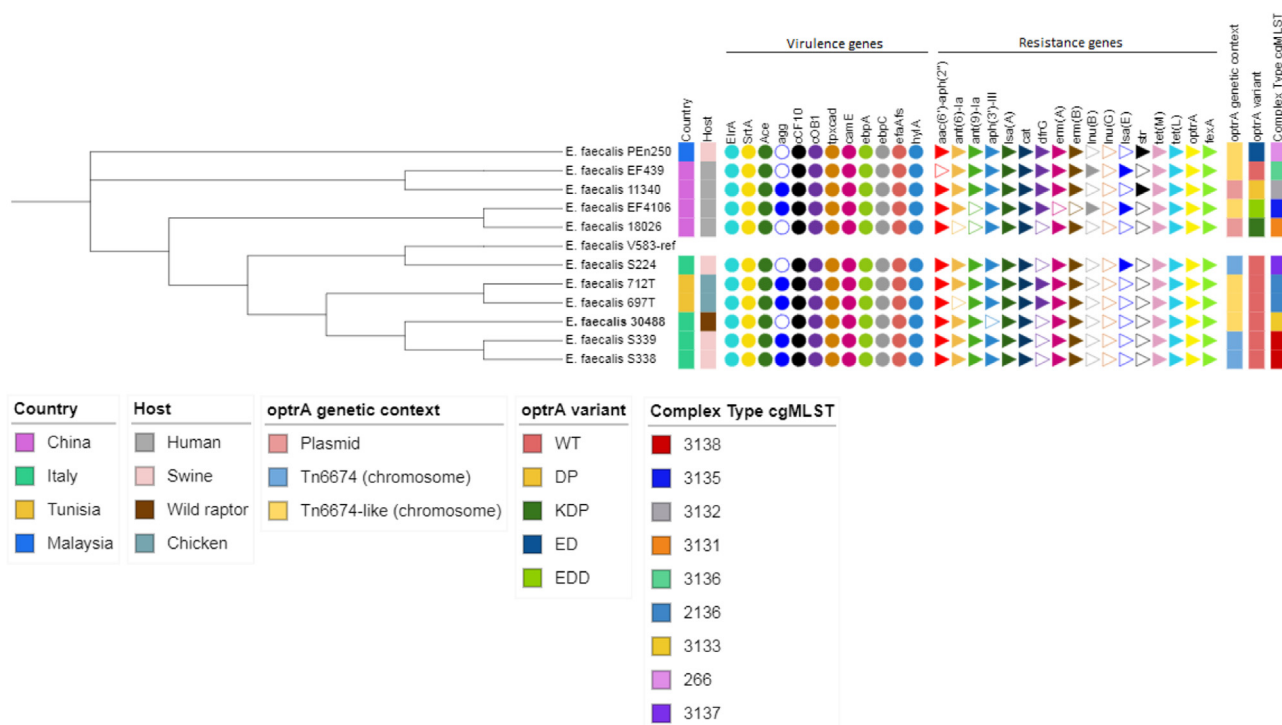 Virulence genes
Resistance genes
Country
Host
ElrA
SrtA
Ace
agg
cCF10
cOB1
tpxcad
camE
ebpA
ebpC
efaAfs
hylA
aac(6')-aph(2'')
ant(6)-Ia
ant(9)-Ia
aph(3')-III
lsa(A)
cat
dfrG
erm(A)
erm(B)
lnu(B)
lnu(G)
lsa(E)
str
tet(M)
tet(L)
optrA
fexA
optrA genetic context
optrA variant
Complex Type cgMLST
E. faecalis PEn250
E. faecalis EF439
E. faecalis 11340
E. faecalis EF4106
E. faecalis 18026
E. faecalis V583-ref
E. faecalis S224
E. faecalis 712T
E. faecalis 697T
E. faecalis 30488
E. faecalis S339
E. faecalis S338
Country
China
Italy
Tunisia
Malaysia
Host
Human
Swine
Wild raptor
Chicken
optrA genetic context
Plasmid
Tn6674 (chromosome)
Tn6674-like (chromosome)
optrA variant
WT
DP
KDP
ED
EDD
Complex Type cgMLST
3138
3135
3132
3131
3136
2136
3133
266
3137